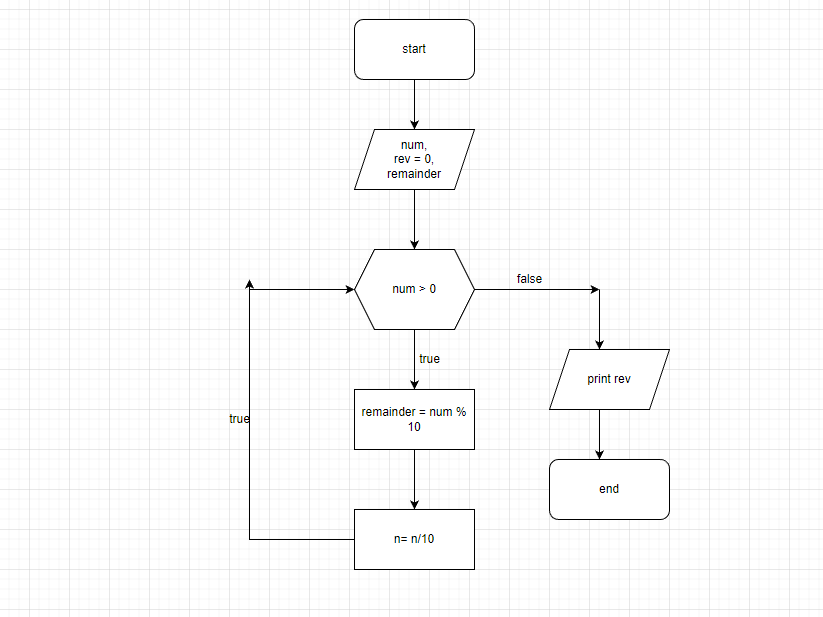 start
num,
rev = 0,
remainder
num > 0
false
true
print rev
remainder = num %
10
true
end
n= n/10